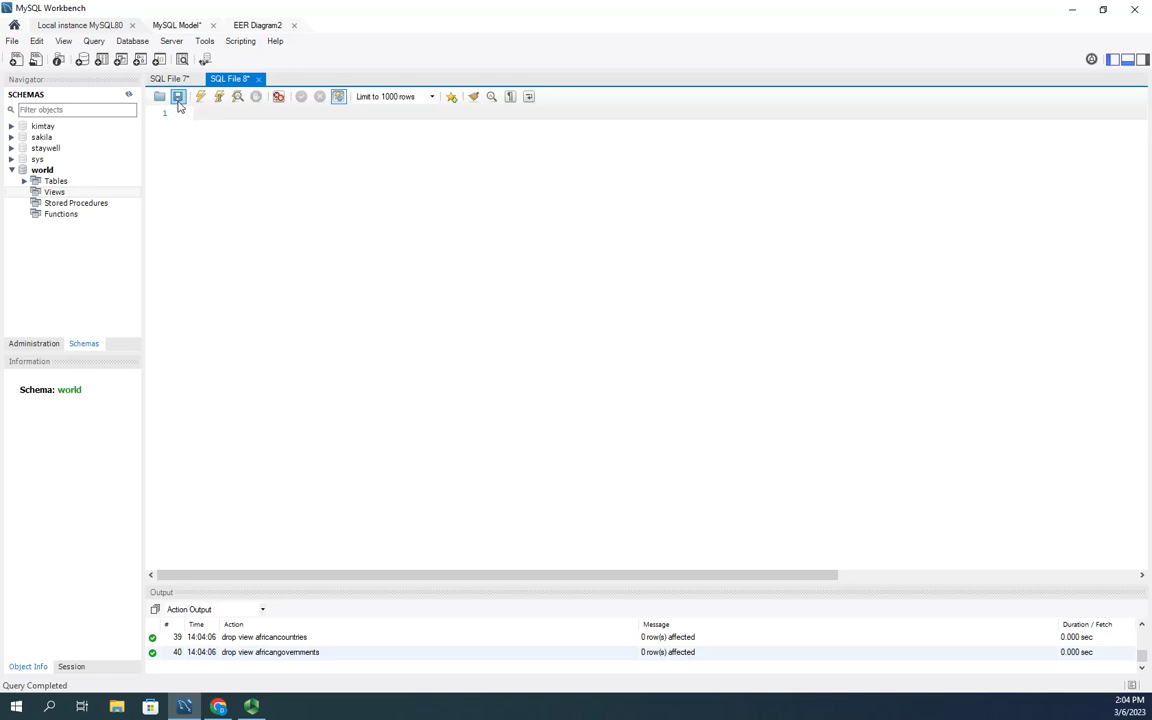 MySQL Workbench
Local instance MySQL80
MySQL Model*
EER Diagram2
File Edit View Query Database Server Tools Scripting Help
Navigator
SQL File 7*
SQL File 8*
SCHEMAS
Limit to 1000 rows
Filter objects
1
kimtay
sakila
staywell
sys
world
Tables
Views
Stored Procedures
Functions
Administration Schemas
Information
Schema: world
Output
Action Output
# Time Action Message Duration / Fetch
39 14:04:06 drop view africancountries 0 row(s) affected 0.000 sec
40 14:04:06 drop view africangovernments 0 row(s) affected 0.000 sec
Object Info Session
Query Completed
2:04 PM
3/6/2023